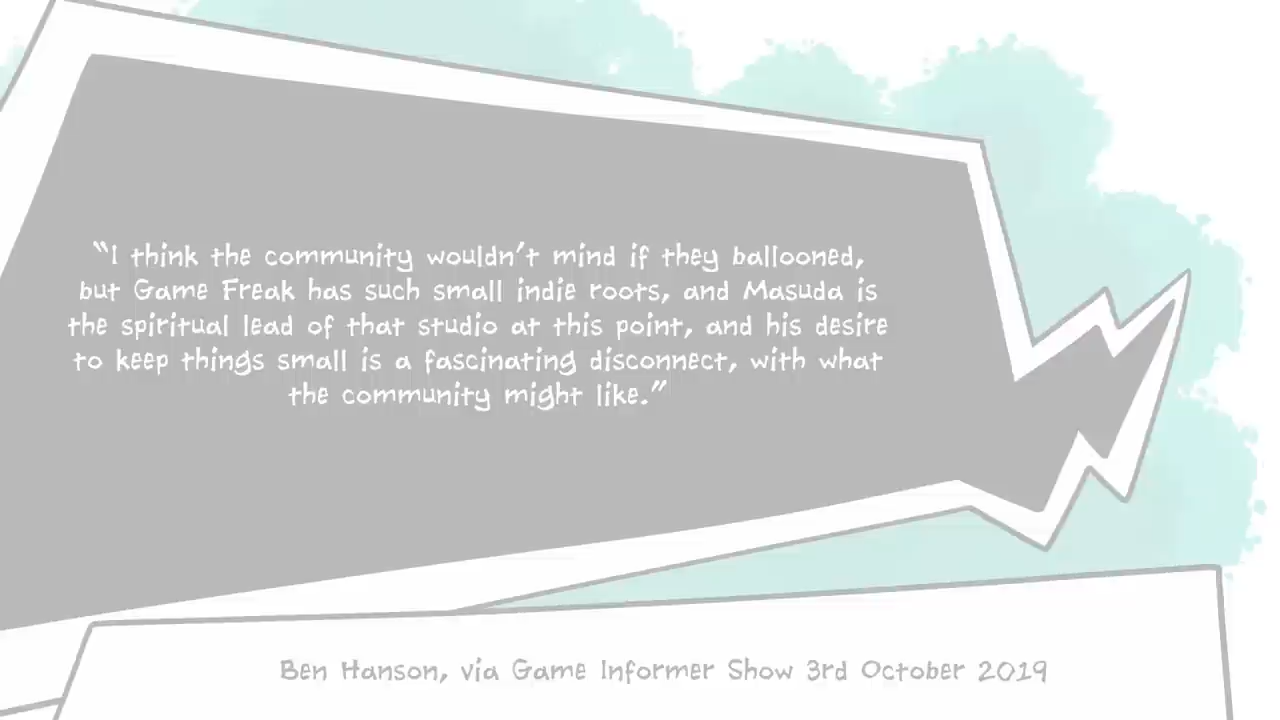 “I think the community wouldn't mind if they ballooned,
but Game Freak has such small indie roots, and Masuda is
the spiritual lead of that studio at this point, and his desire
to keep things small is a fascinating disconnect, with what
the community might like.”
Ben Hanson, via Game Informer Show 3rd October 2019